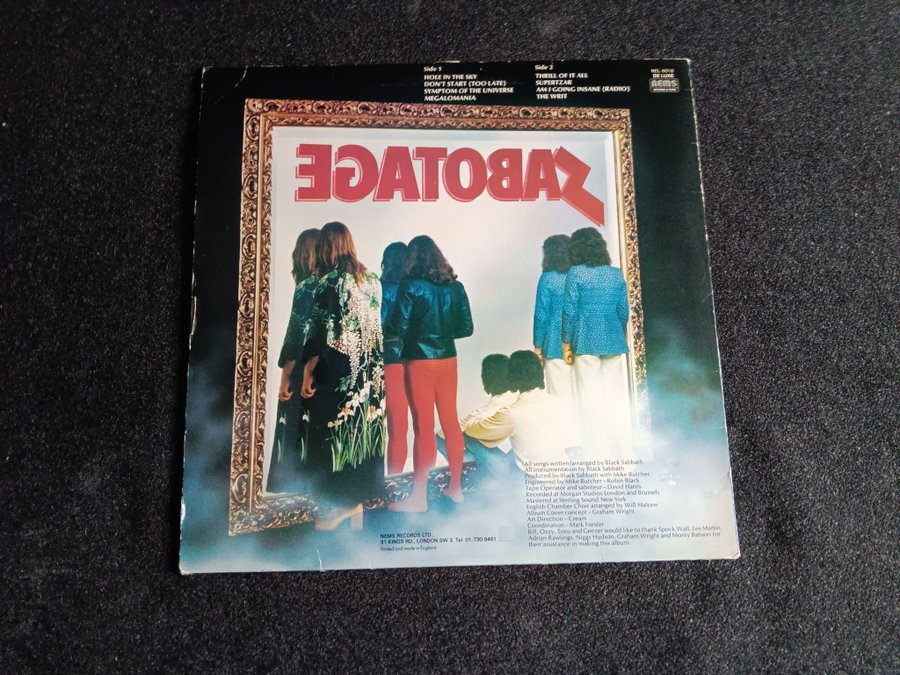 Side 1
HOLE IN THE SKY
DON'T START (TOO LATE)
SYMPTOM OF THE UNIVERSE
MEGALOMANIA
Side 2
THRILL OF IT ALL
SUPERTZAR
AM I GOING INSANE (RADIO)
THE WRIT
NEL 6018
DE LUXE
nems
SABOTAGE
All songs written/arranged by Black Sabbath
All instrumentation by Black Sabbath
Produced by Black Sabbath with Mike Butcher
Engineered by Mike Butcher – Robin Black
Tape Operator and saboteur – David Harris
Recorded at Morgan Studios London and Brussels
Mastered at Sterling Sound New York
English Chamber Choir arranged by Will Malone
Album Cover concept – Graham Wright
Art Direction – Cream
Coordination – Mark Forster
Bill, Ozzy, Tony and Geezer would like to thank Spock Wall, Les Martin,
Adrian Rawlings, Niggs Hudson, Graham Wright and Monty Babson for
their assistance in making this album.
NEMS RECORDS LTD.,
31 KINGS RD., LONDON SW 3. Tel. 01-730-9461
Printed and made in England